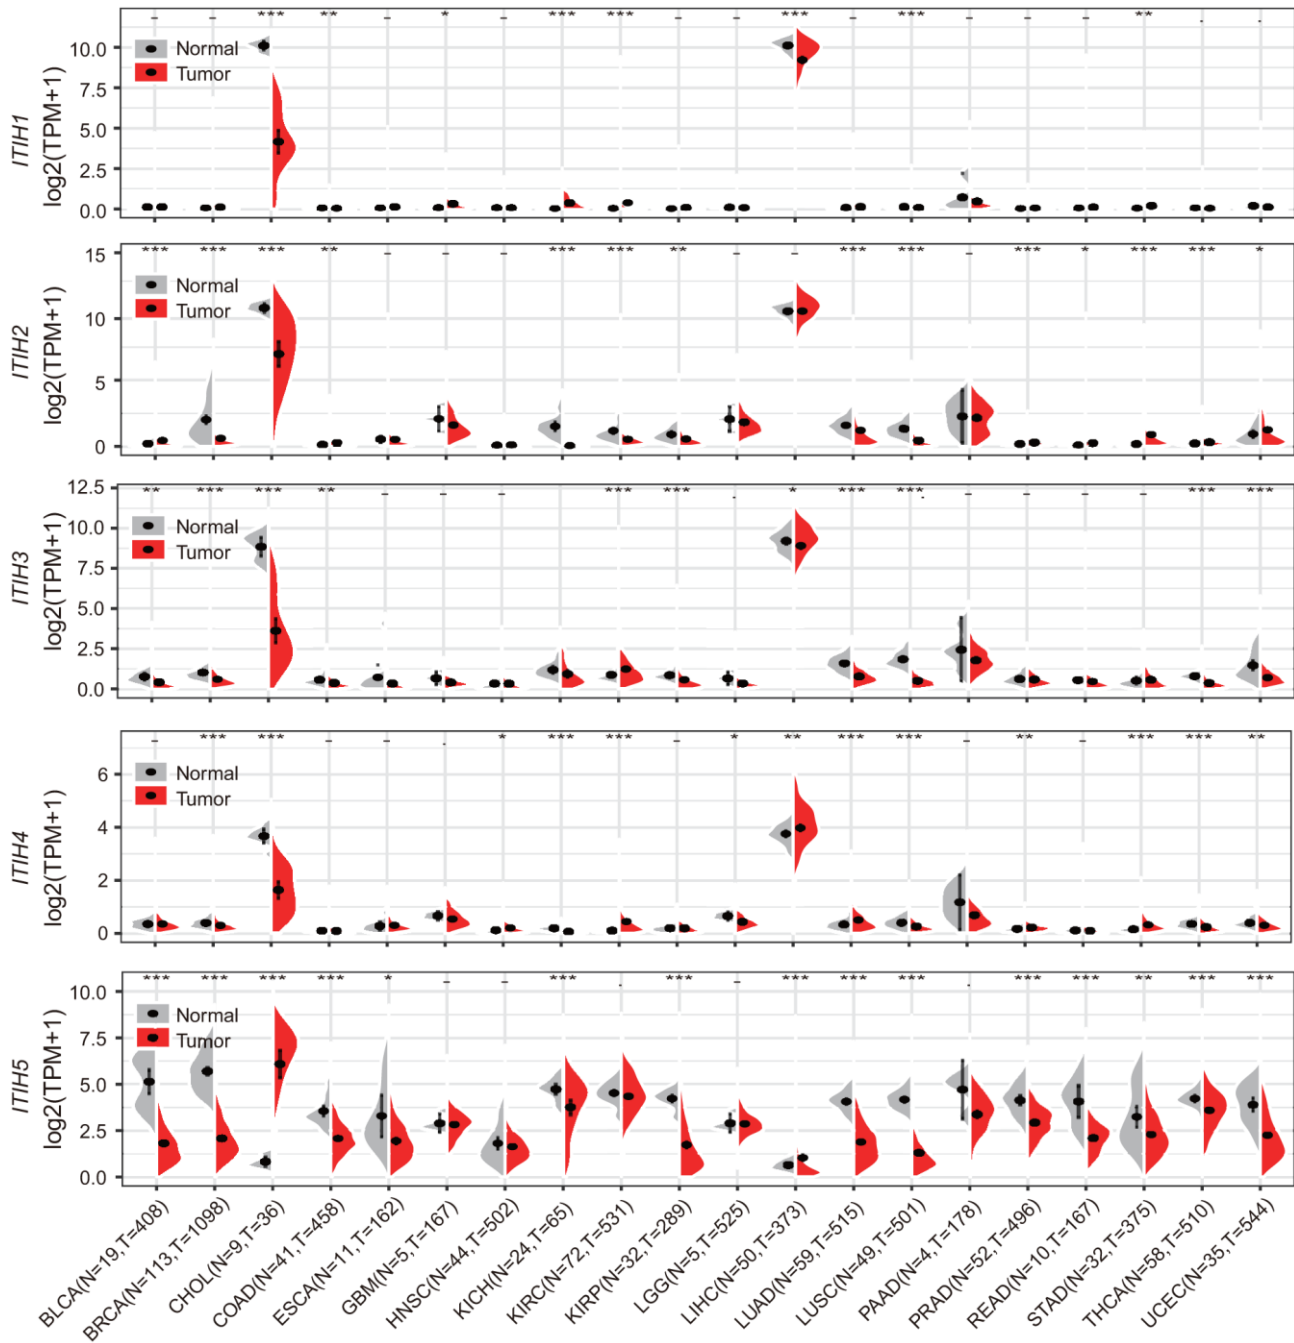 - - *** ** - * - *** *** - - *** - *** - - - ** . .
ITIH1
log2(TPM+1)
10.0
7.5
5.0
2.5
0.0
Normal
Tumor
*** *** *** ** - - - *** *** ** - - *** *** - *** * *** *** *
ITIH2
log2(TPM+1)
15
10
5
0
Normal
Tumor
** *** *** ** - - - *** *** . * *** *** - - - - *** ***
ITIH3
log2(TPM+1)
12.5
10.0
7.5
5.0
2.5
0.0
Normal
Tumor
- *** *** - - . * *** *** - * ** *** *** - ** - *** *** **
ITIH4
log2(TPM+1)
6
4
2
0
Normal
Tumor
*** *** *** *** * - - *** . *** - *** *** *** . *** *** ** *** ***
ITIH5
log2(TPM+1)
10.0
7.5
5.0
2.5
0.0
Normal
Tumor
BLCA(N=19,T=408)
BRCA(N=113,T=1098)
CHOL(N=9,T=36)
COAD(N=41,T=458)
ESCA(N=11,T=162)
GBM(N=5,T=167)
HNSC(N=44,T=502)
KICH(N=24,T=65)
KIRC(N=72,T=531)
KIRP(N=32,T=289)
LGG(N=5,T=525)
LIHC(N=50,T=373)
LUAD(N=59,T=515)
LUSC(N=49,T=501)
PAAD(N=4,T=178)
PRAD(N=52,T=496)
READ(N=10,T=167)
STAD(N=32,T=375)
THCA(N=58,T=510)
UCEC(N=35,T=544)